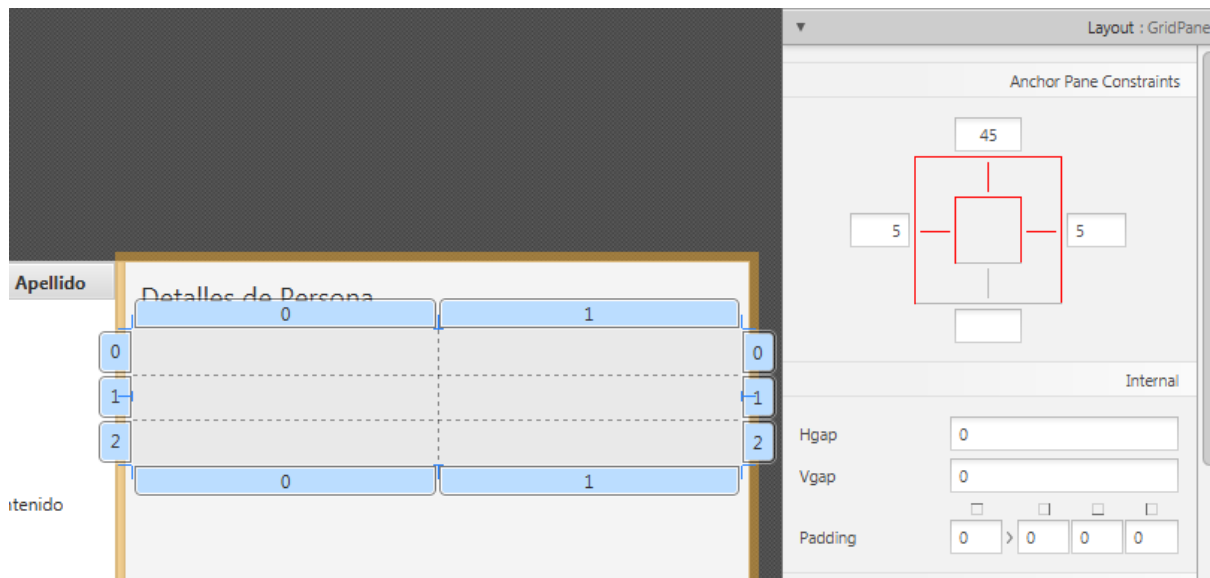 Layout : GridPane
Anchor Pane Constraints
45
5
5
Apellido
Detalles de Persona
0 1
0 0
1 1
2 2
0 1
ntenido
Internal
Hgap 0
Vgap 0
Padding 0 > 0 0 0